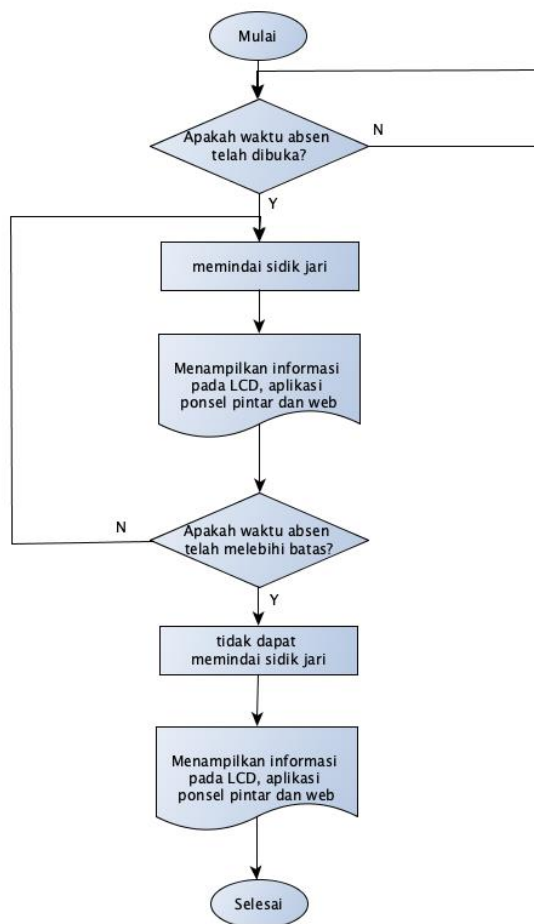 Mulai
Apakah waktu absen
telah dibuka?
N
Y
memindai sidik jari
Menampilkan informasi
pada LCD, aplikasi
ponsel pintar dan web
N
Apakah waktu absen
telah melebihi batas?
Y
tidak dapat
memindai sidik jari
Menampilkan informasi
pada LCD, aplikasi
ponsel pintar dan web
Selesai